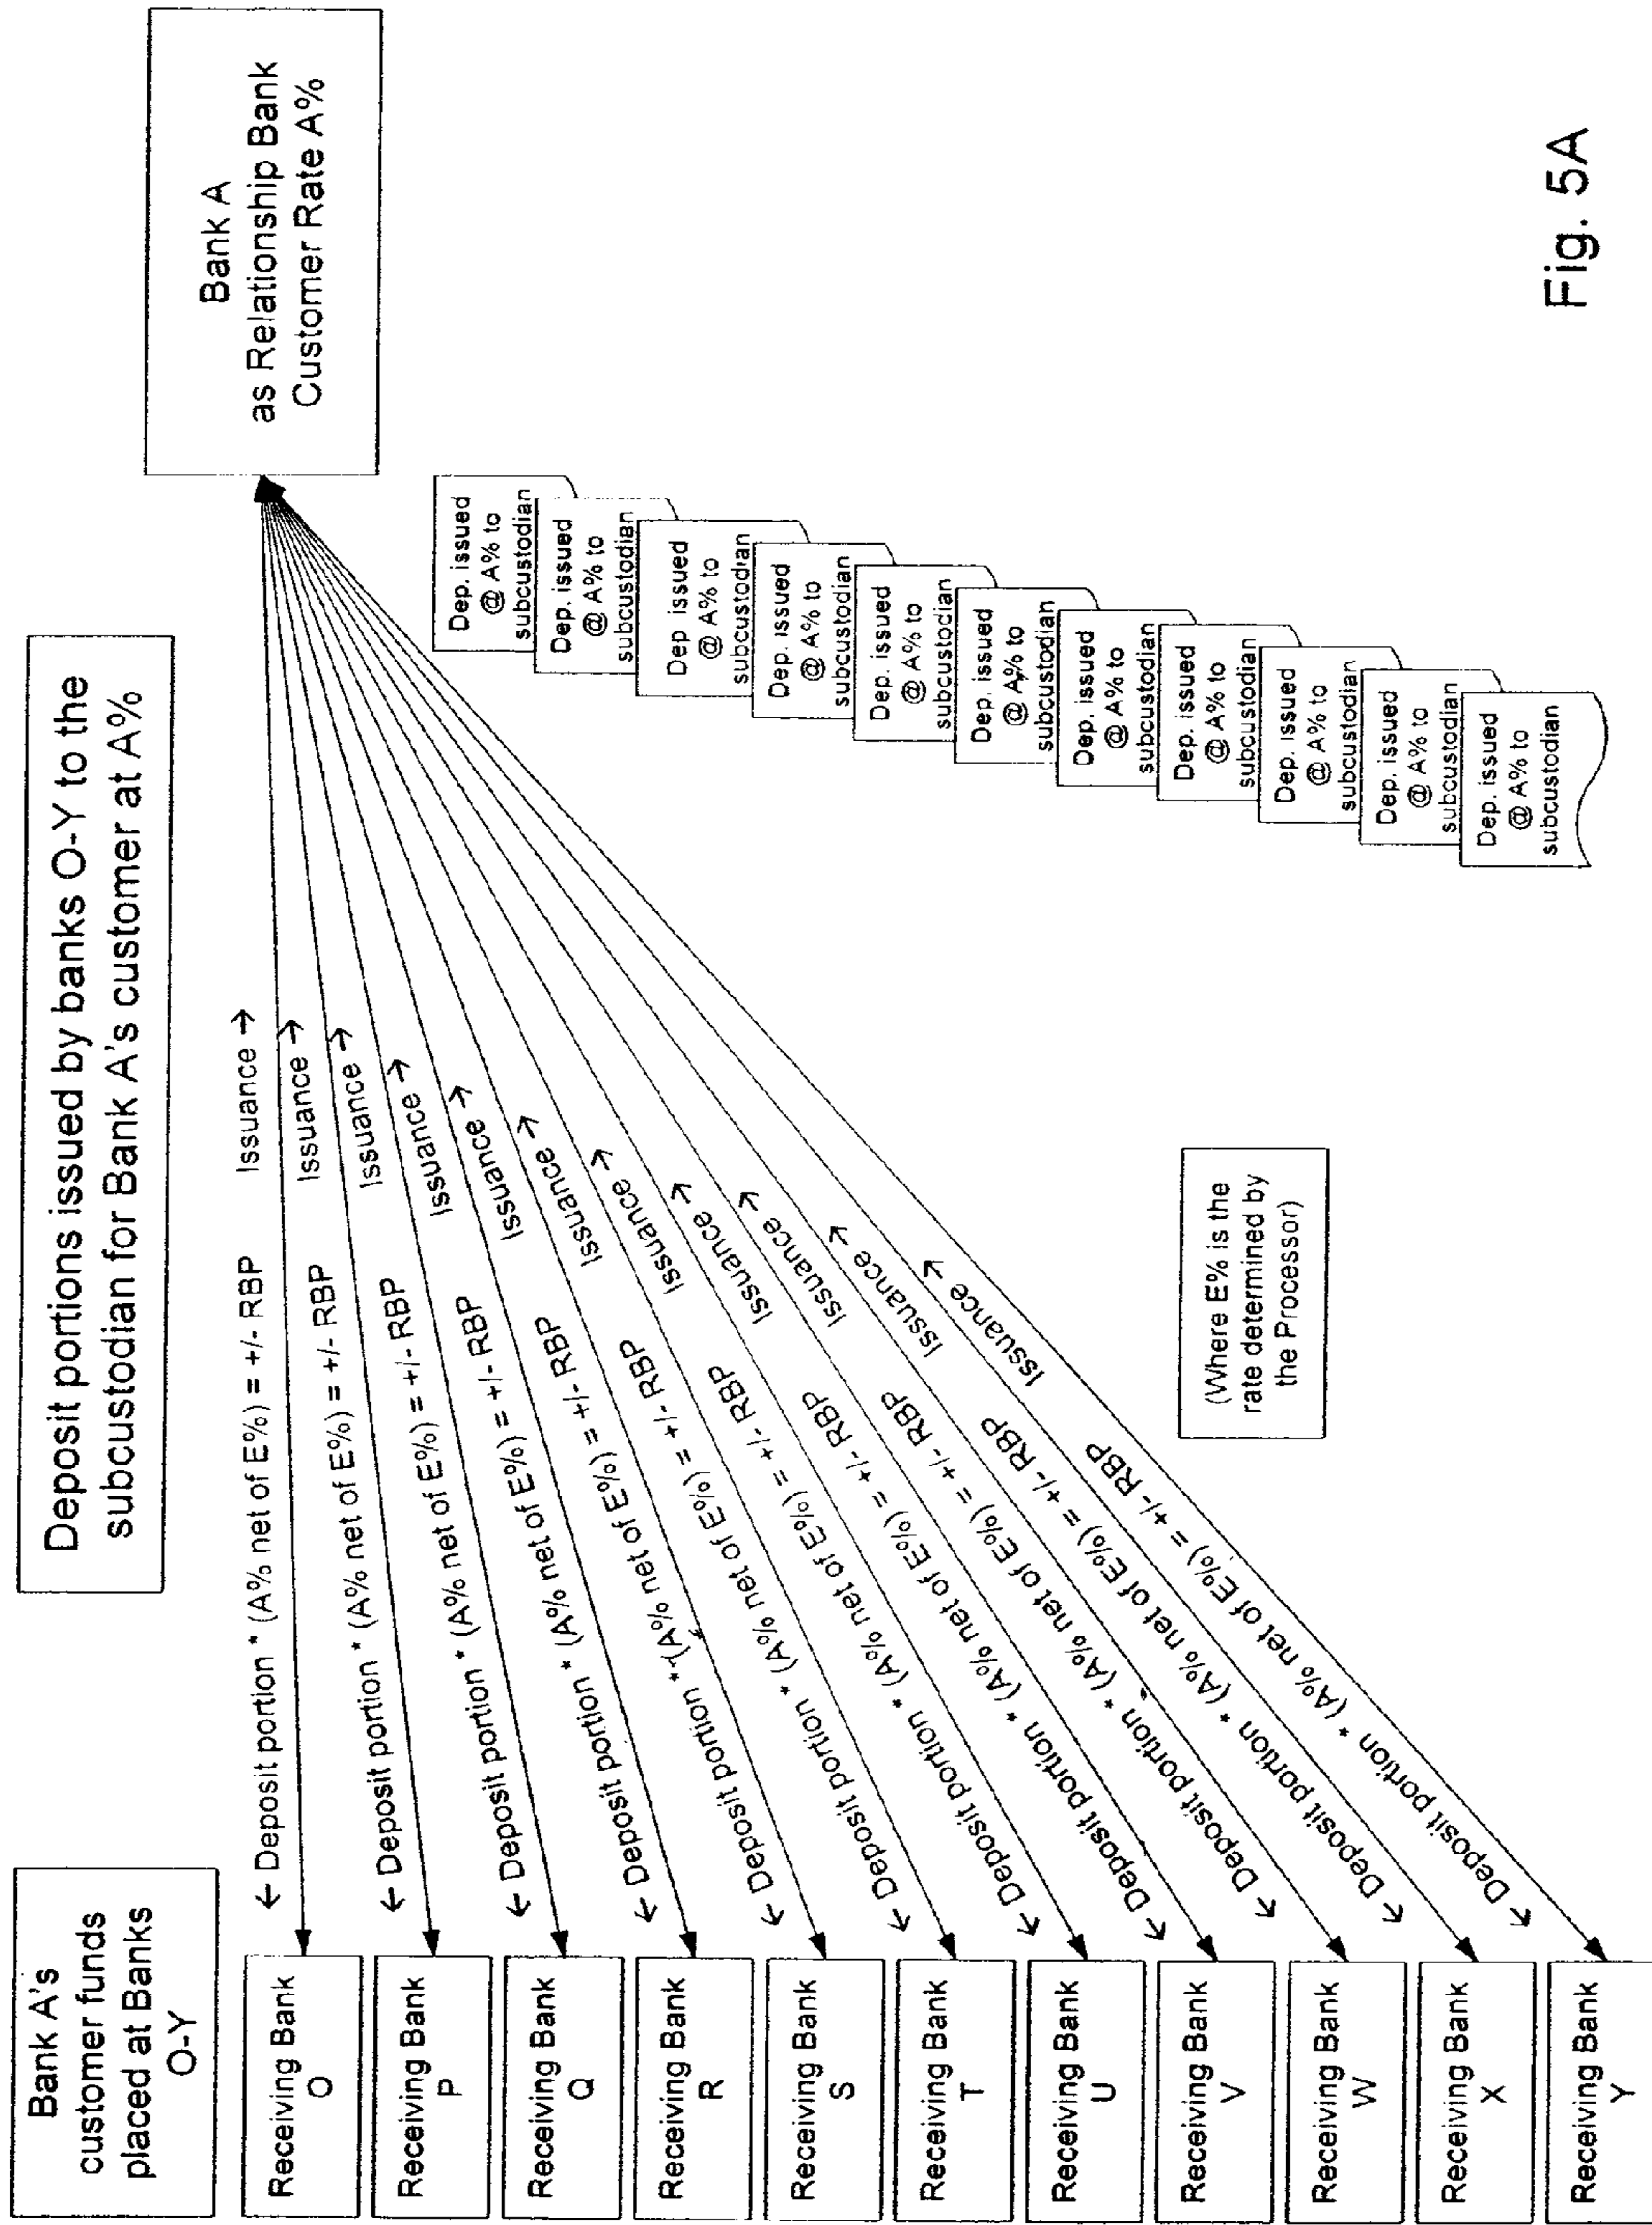 Bank A's
customer funds
placed at Banks
O-Y
Deposit portions issued by banks O-Y to the
subcustodian for Bank A's customer at A%
Bank A
as Relationship Bank
Customer Rate A%
Receiving Bank
O
← Deposit portion * (A% net of E%) = +/- RBP
Issuance →
Receiving Bank
P
← Deposit portion * (A% net of E%) = +/- RBP
Issuance →
Receiving Bank
Q
← Deposit portion * (A% net of E%) = +/- RBP
Issuance →
Receiving Bank
R
← Deposit portion * (A% net of E%) = +/- RBP
Issuance →
Receiving Bank
S
← Deposit portion * (A% net of E%) = +/- RBP
Issuance →
Receiving Bank
T
← Deposit portion * (A% net of E%) = +/- RBP
Issuance →
Receiving Bank
U
← Deposit portion * (A% net of E%) = +/- RBP
Issuance →
Receiving Bank
V
← Deposit portion * (A% net of E%) = +/- RBP
Issuance →
Receiving Bank
W
← Deposit portion * (A% net of E%) = +/- RBP
Issuance →
Receiving Bank
X
← Deposit portion * (A% net of E%) = +/- RBP
Issuance →
Receiving Bank
Y
← Deposit portion * (A% net of E%) = +/- RBP
Issuance →
(Where E% is the
rate determined by
the Processor)
Dep. issued
@ A% to
subcustodian
Dep. issued
@ A% to
subcustodian
Dep issued
@ A% to
subcustodian
Dep. issued
@ A% to
subcustodian
Dep. issued
@ A% to
subcustodian
Dep. issued
@ A% to
subcustodian
Dep. issued
@ A% to
subcustodian
Dep. issued
@ A% to
subcustodian
Dep. issued
@ A% to
subcustodian
Dep. issued
@ A% to
subcustodian
Dep. issued
@ A% to
subcustodian
Fig. 5A